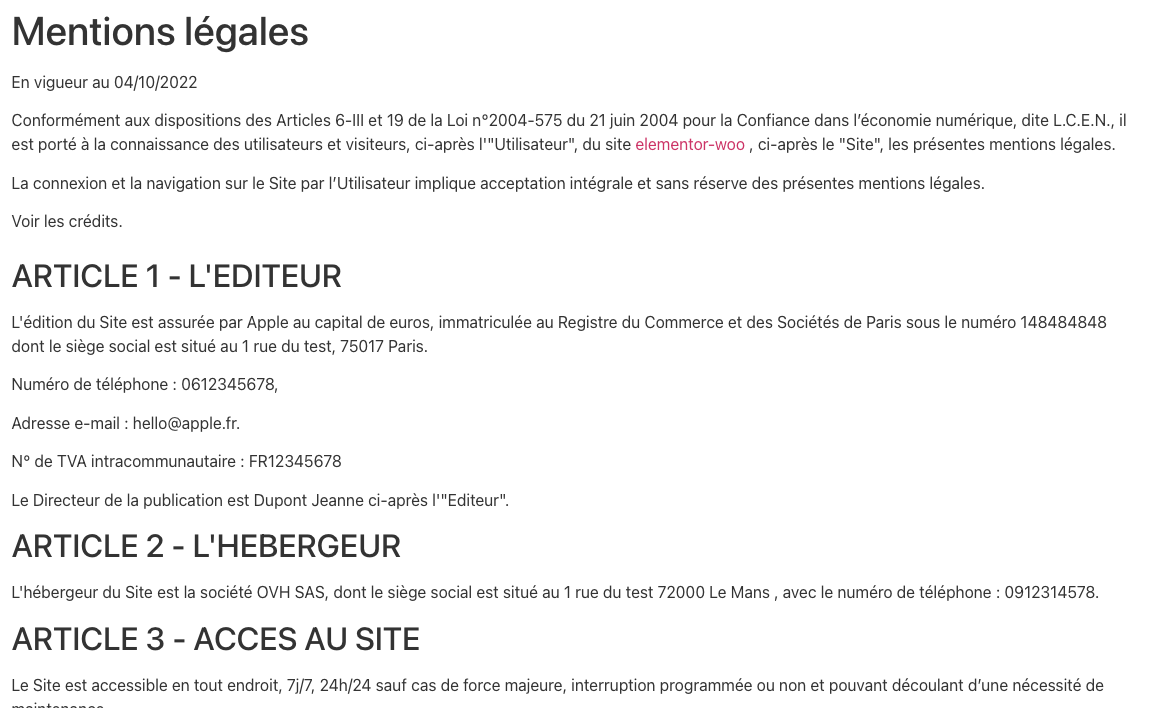 Mentions légales
En vigueur au 04/10/2022
Conformément aux dispositions des Articles 6-III et 19 de la Loi n°2004-575 du 21 juin 2004 pour la Confiance dans l’économie numérique, dite L.C.E.N., il
est porté à la connaissance des utilisateurs et visiteurs, ci-après l'"Utilisateur", du site elementor-woo , ci-après le "Site", les présentes mentions légales.
La connexion et la navigation sur le Site par l’Utilisateur implique acceptation intégrale et sans réserve des présentes mentions légales.
Voir les crédits.
ARTICLE 1 - L'EDITEUR
L'édition du Site est assurée par Apple au capital de euros, immatriculée au Registre du Commerce et des Sociétés de Paris sous le numéro 148484848
dont le siège social est situé au 1 rue du test, 75017 Paris.
Numéro de téléphone : 0612345678,
Adresse e-mail : hello@apple.fr.
N° de TVA intracommunautaire : FR12345678
Le Directeur de la publication est Dupont Jeanne ci-après l'"Editeur".
ARTICLE 2 - L'HEBERGEUR
L'hébergeur du Site est la société OVH SAS, dont le siège social est situé au 1 rue du test 72000 Le Mans , avec le numéro de téléphone : 0912314578.
ARTICLE 3 - ACCES AU SITE
Le Site est accessible en tout endroit, 7j/7, 24h/24 sauf cas de force majeure, interruption programmée ou non et pouvant découlant d’une nécessité de